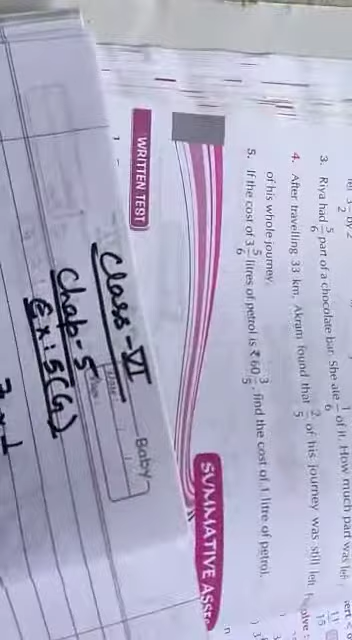 3. Riya had 5/6 part of a chocolate bar. She ate 1/6 of it. How much part was left
4. After travelling 33 km, Akram found that 2/5 of his journey was still left
of his whole journey.
5. If the cost of 3 5/6 litres of petrol is ₹ 60 3/5, find the cost of 1 litre of petrol.
SUMMATIVE ASSE
WRITTEN TEST
Baby
Class-VI
Chap-5
Ex:5(G)